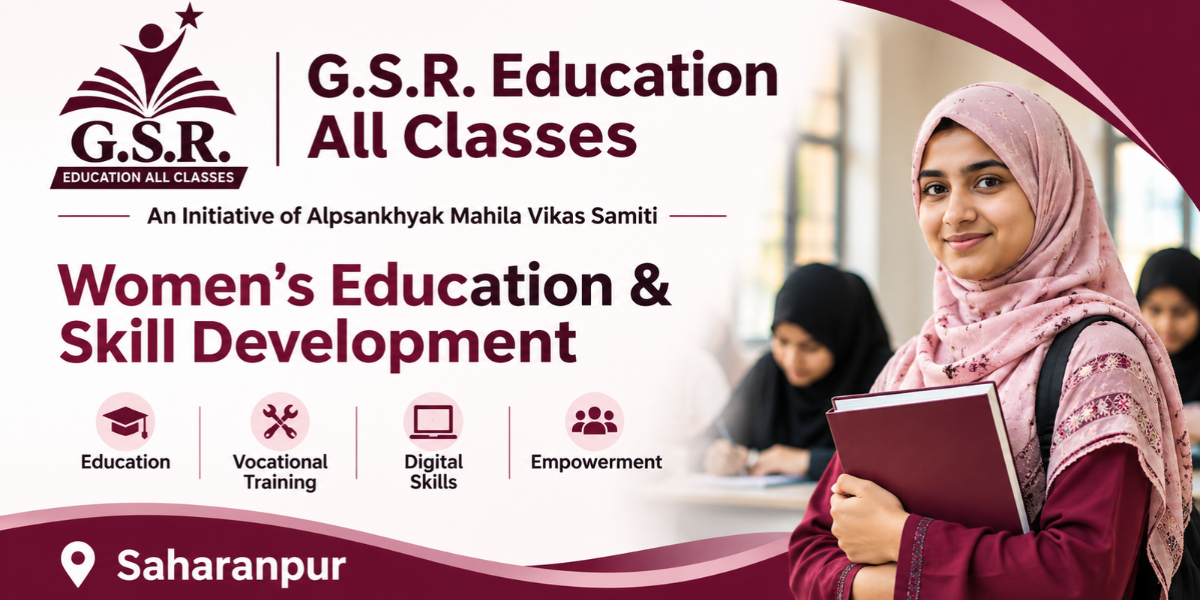 G.S.R.
EDUCATION ALL CLASSES
G.S.R. Education
All Classes
An Initiative of Alpsankhyak Mahila Vikas Samiti
Women's Education &
Skill Development
Education
Vocational
Training
Digital
Skills
Empowerment
Saharanpur